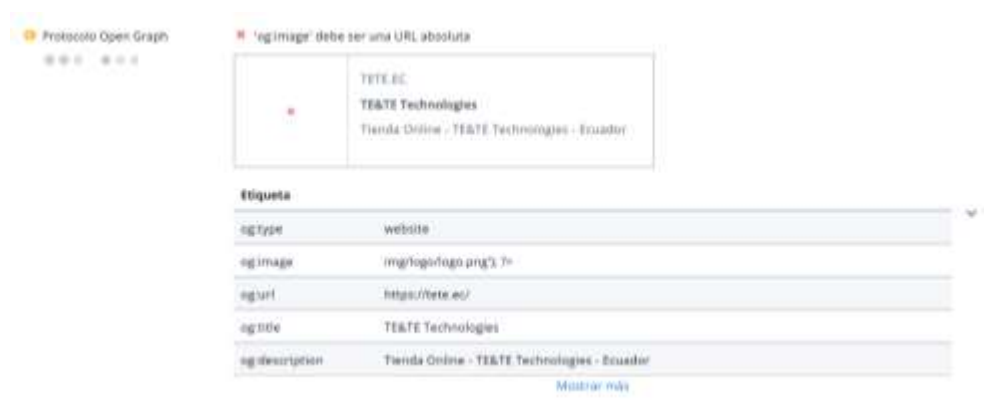 Protocolo Open Graph
'og:image' debe ser una URL absoluta
TETE.EC
TE&TE Technologies
Tienda Online - TE&TE Technologies - Ecuador
Etiqueta
og:type website
og:image img/logo/logo.png'); ?>
og:url https://tete.ec/
og:title TE&TE Technologies
og:description Tienda Online - TE&TE Technologies - Ecuador
Mostrar más